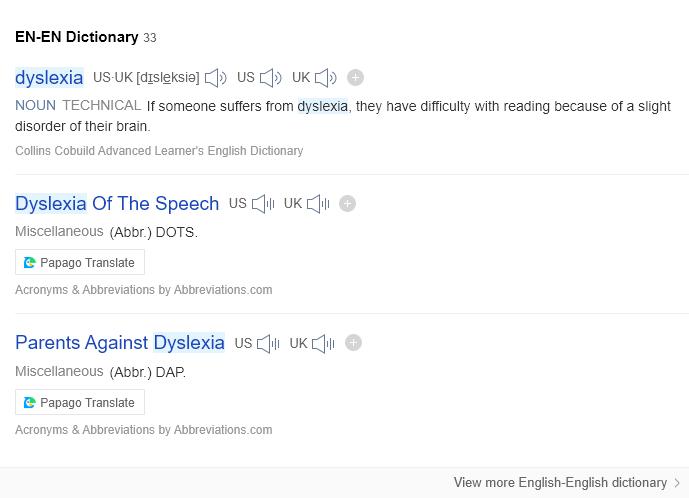 EN-EN Dictionary 33
dyslexia US·UK [dɪsleksiə] US UK
NOUN TECHNICAL If someone suffers from dyslexia, they have difficulty with reading because of a slight
disorder of their brain.
Collins Cobuild Advanced Learner's English Dictionary
Dyslexia Of The Speech US UK
Miscellaneous (Abbr.) DOTS.
Papago Translate
Acronyms & Abbreviations by Abbreviations.com
Parents Against Dyslexia US UK
Miscellaneous (Abbr.) DAP.
Papago Translate
Acronyms & Abbreviations by Abbreviations.com
View more English-English dictionary